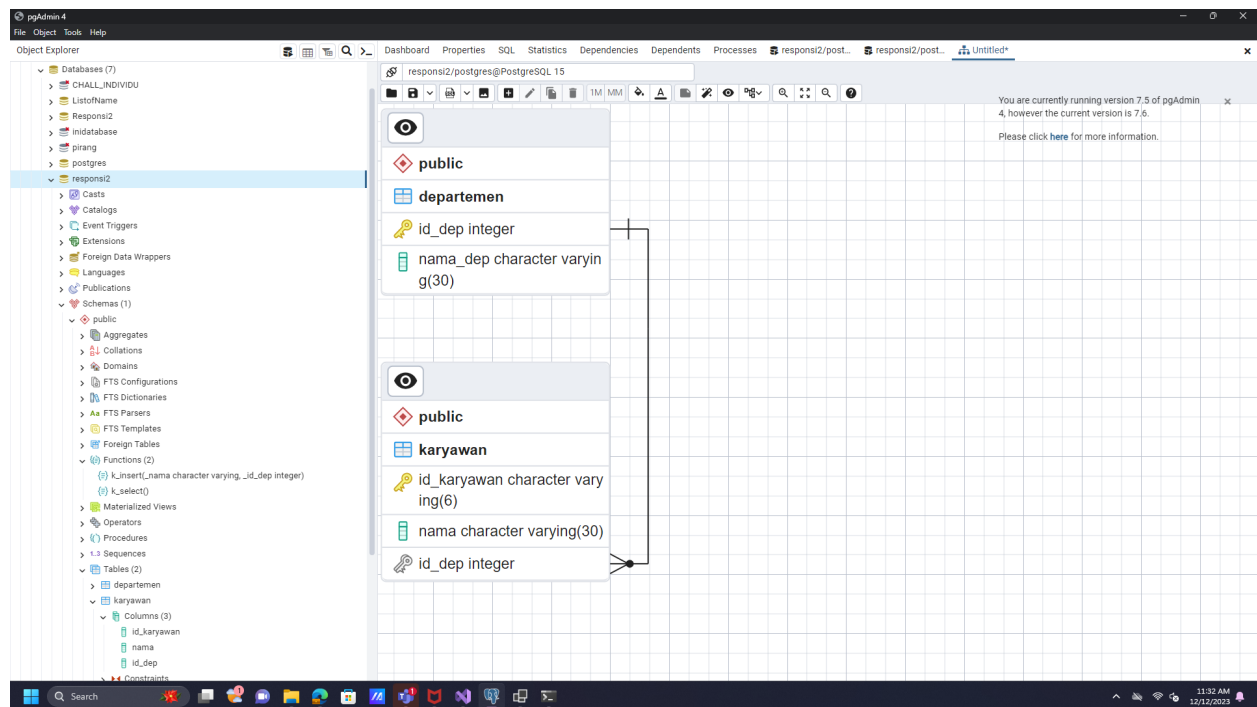 pgAdmin 4
File Object Tools Help
Object Explorer
Dashboard Properties SQL Statistics Dependencies Dependents Processes responsi2/post... responsi2/post... Untitled*
Databases (7)
CHALL_INDIVIDU
ListofName
Responsi2
inidatabase
pirang
postgres
responsi2
Casts
Catalogs
Event Triggers
Extensions
Foreign Data Wrappers
Languages
Publications
Schemas (1)
public
Aggregates
Collations
Domains
FTS Configurations
FTS Dictionaries
Aa FTS Parsers
FTS Templates
Foreign Tables
Functions (2)
k_insert(_nama character varying, _id_dep integer)
k_select()
Materialized Views
Operators
Procedures
1..3 Sequences
Tables (2)
departemen
karyawan
Columns (3)
id_karyawan
nama
id_dep
Constraints
responsi2/postgres@PostgreSQL 15
1M MM
You are currently running version 7.5 of pgAdmin
4, however the current version is 7.6.
Please click here for more information.
public
departemen
id_dep integer
nama_dep character varyin
g(30)
public
karyawan
id_karyawan character vary
ing(6)
nama character varying(30)
id_dep integer
Search
11:32 AM
12/12/2023